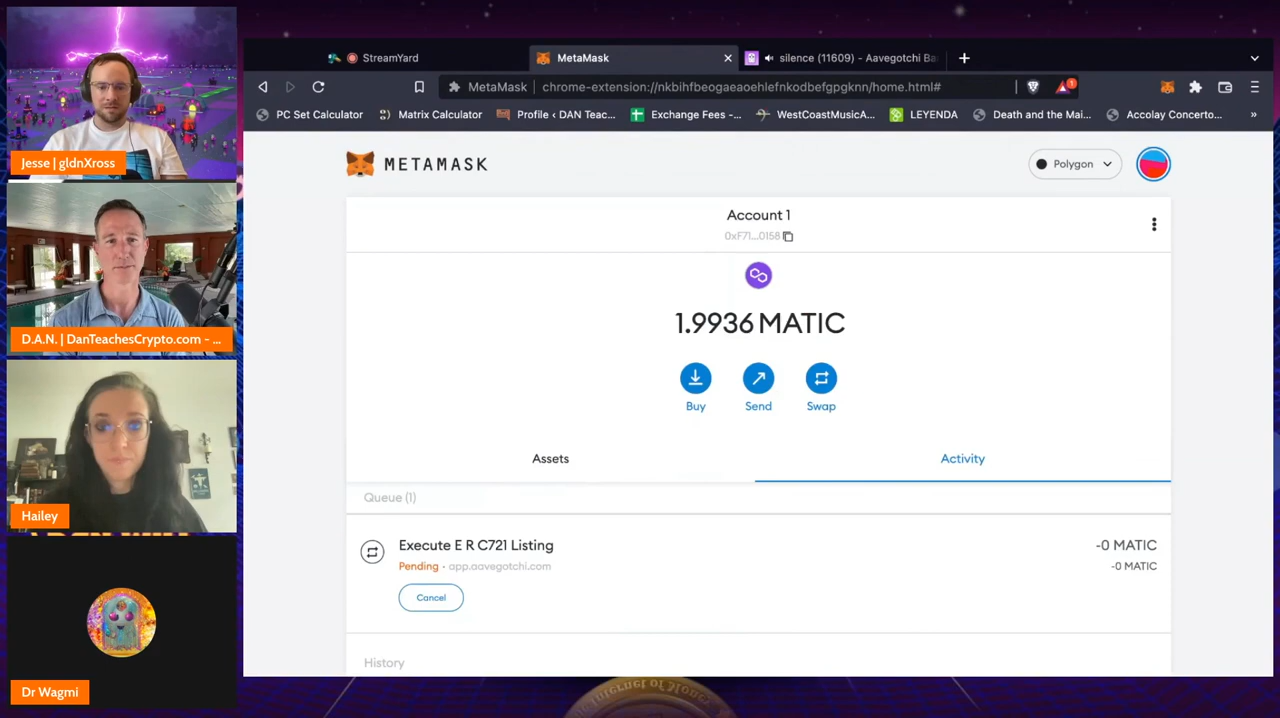 StreamYard
MetaMask
silence (11609) - Aavegotchi Ba
MetaMask
chrome-extension://nkbihfbeogaeaoehlefnkodbefgpgknn/home.html#
1
PC Set Calculator
Matrix Calculator
Profile ‹ DAN Teac...
Exchange Fees -...
WestCoastMusicA...
LEYENDA
Death and the Mai...
Accolay Concerto...
»
METAMASK
Polygon
Account 1
0xF71...0158
1.9936 MATIC
Buy
Send
Swap
Assets
Activity
Queue (1)
Execute E R C721 Listing
-0 MATIC
Pending · app.aavegotchi.com
-0 MATIC
Cancel
History
Jesse | gldnXross
D.A.N. | DanTeachesCrypto.com - ...
Hailey
Dr Wagmi